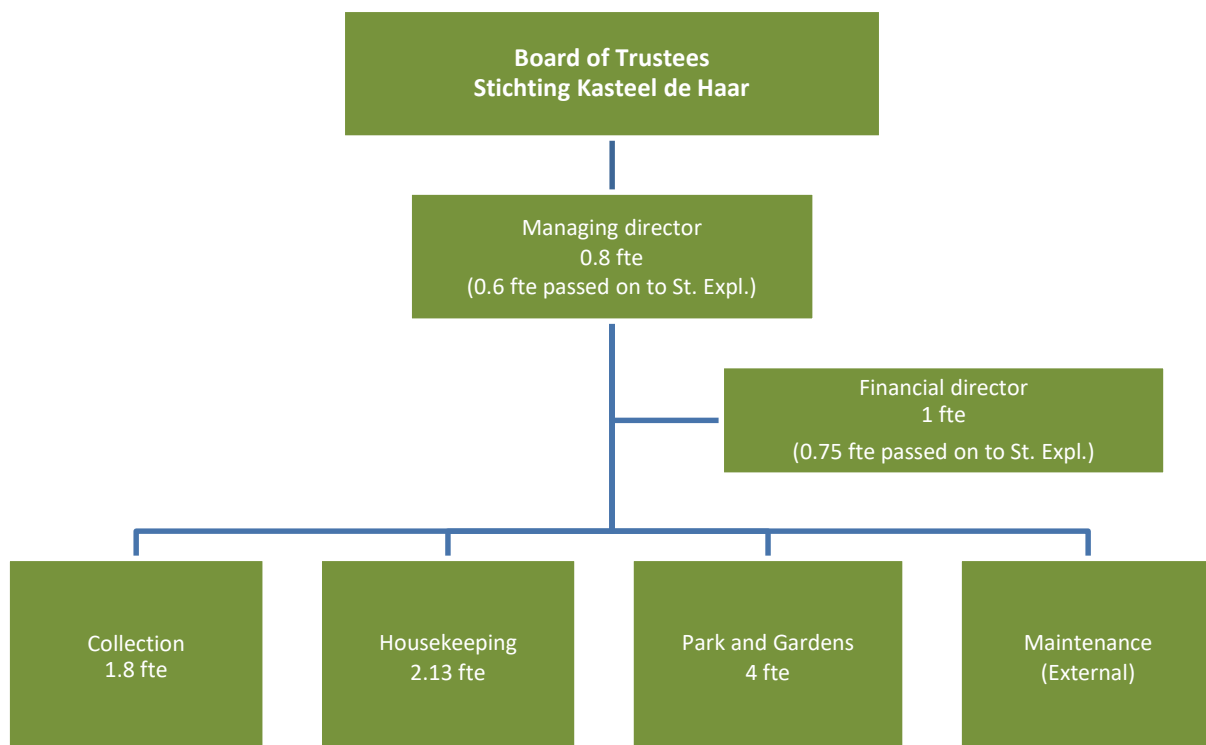 Board of Trustees
Stichting Kasteel de Haar
Managing director
0.8 fte
(0.6 fte passed on to St. Expl.)
Financial director
1 fte
(0.75 fte passed on to St. Expl.)
Collection
1.8 fte
Housekeeping
2.13 fte
Park and Gardens
4 fte
Maintenance
(External)